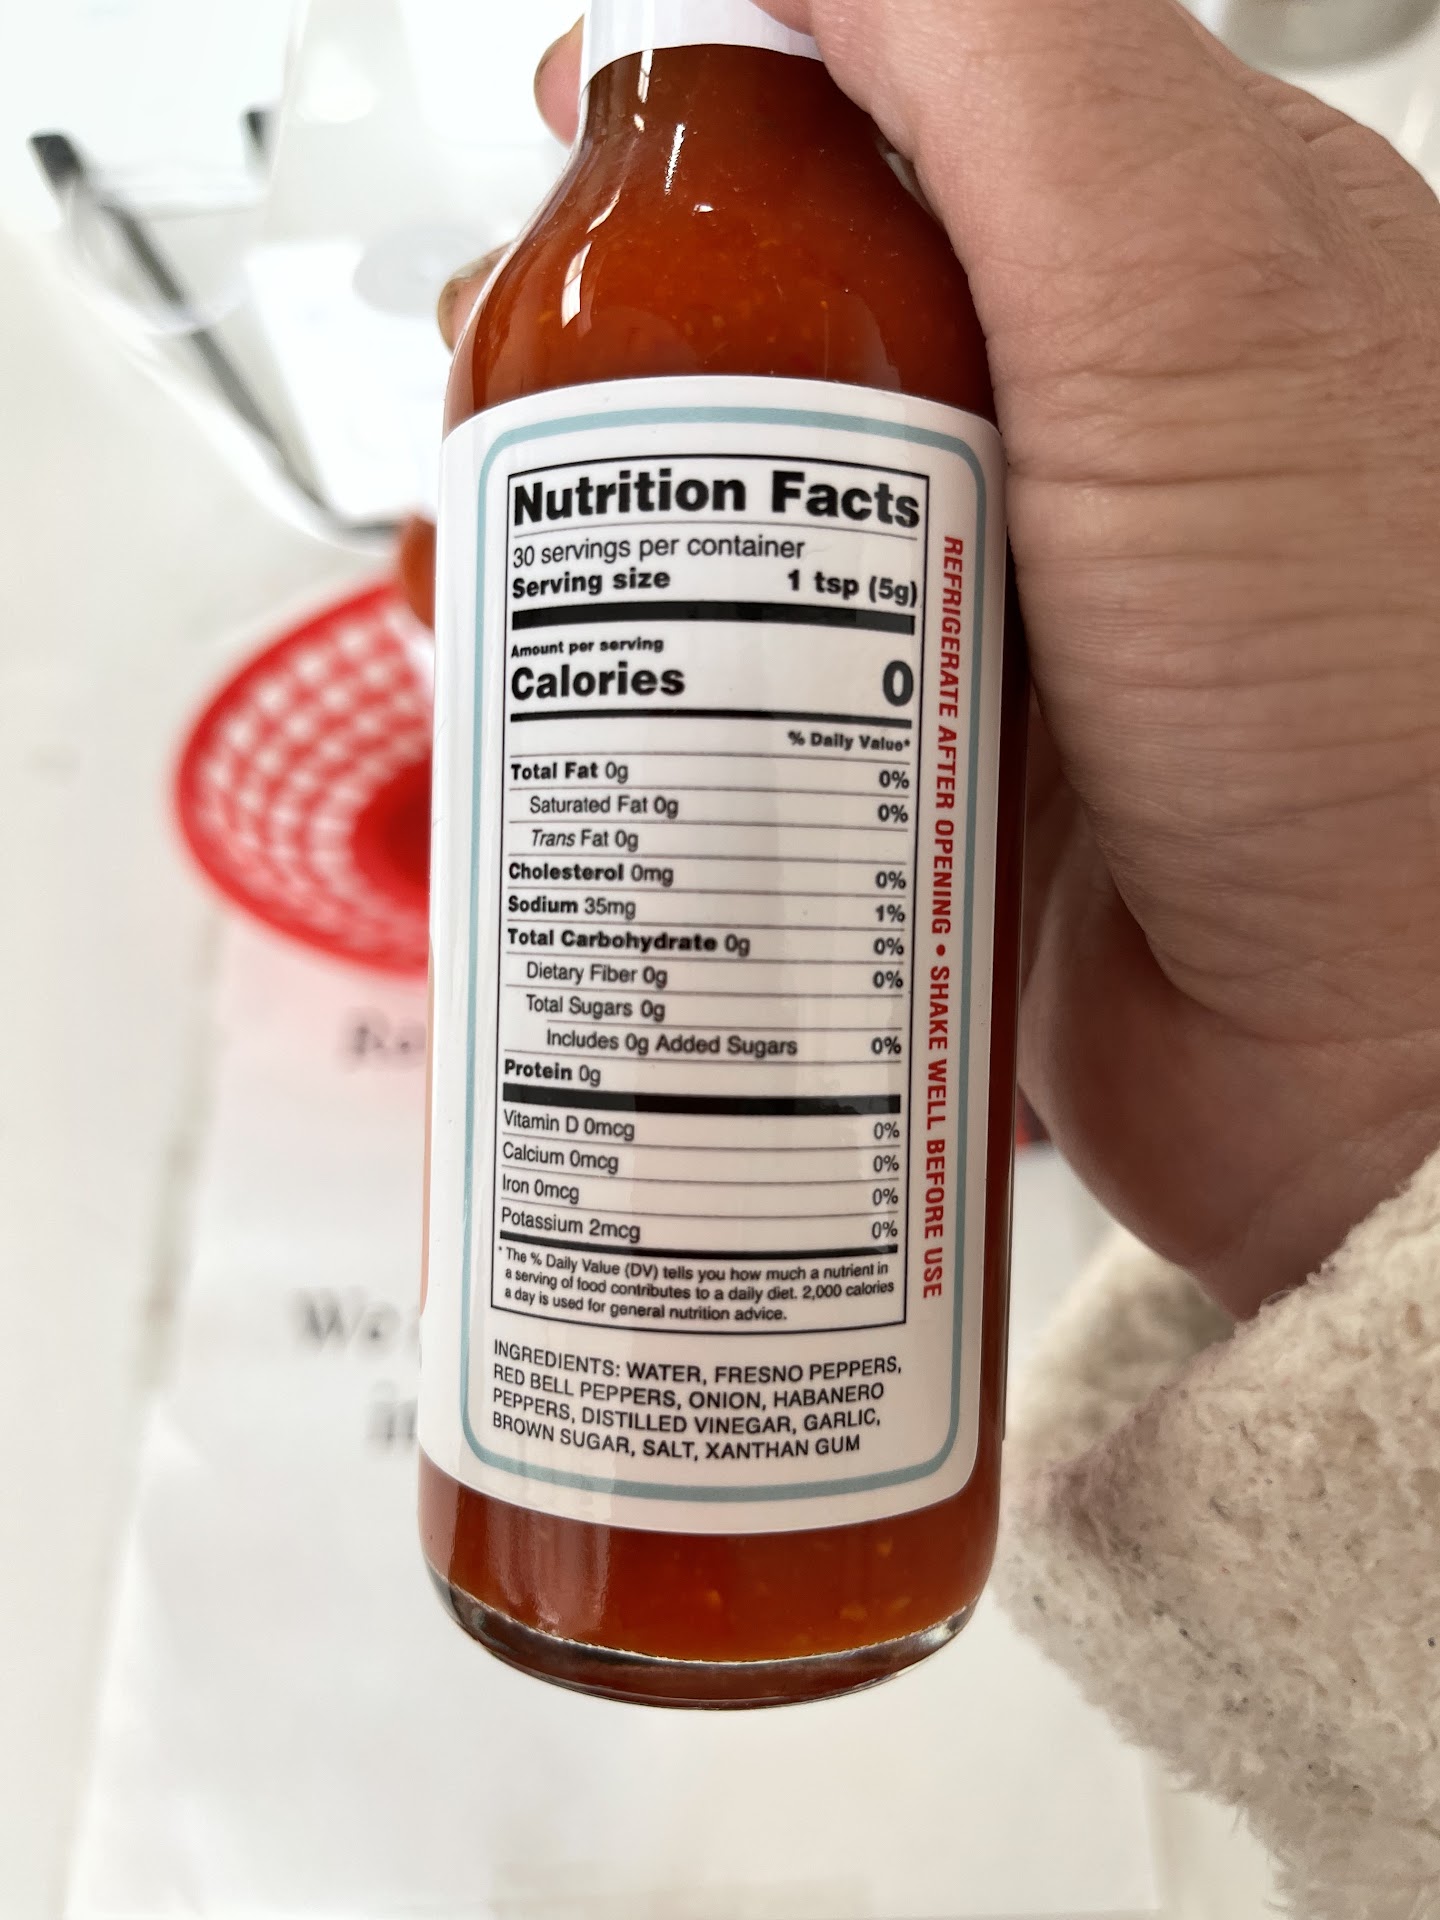 Nutrition Facts
30 servings per container
Serving size 1 tsp (5g)
Amount per serving
Calories 0
% Daily Value*
Total Fat 0g 0%
Saturated Fat 0g 0%
Trans Fat 0g
Cholesterol 0mg 0%
Sodium 35mg 1%
Total Carbohydrate 0g 0%
Dietary Fiber 0g 0%
Total Sugars 0g
Includes 0g Added Sugars 0%
Protein 0g
Vitamin D 0mcg 0%
Calcium 0mcg 0%
Iron 0mcg 0%
Potassium 2mcg 0%
* The % Daily Value (DV) tells you how much a nutrient in
a serving of food contributes to a daily diet. 2,000 calories
a day is used for general nutrition advice.
INGREDIENTS: WATER, FRESNO PEPPERS,
RED BELL PEPPERS, ONION, HABANERO
PEPPERS, DISTILLED VINEGAR, GARLIC,
BROWN SUGAR, SALT, XANTHAN GUM
REFRIGERATE AFTER OPENING • SHAKE WELL BEFORE USE